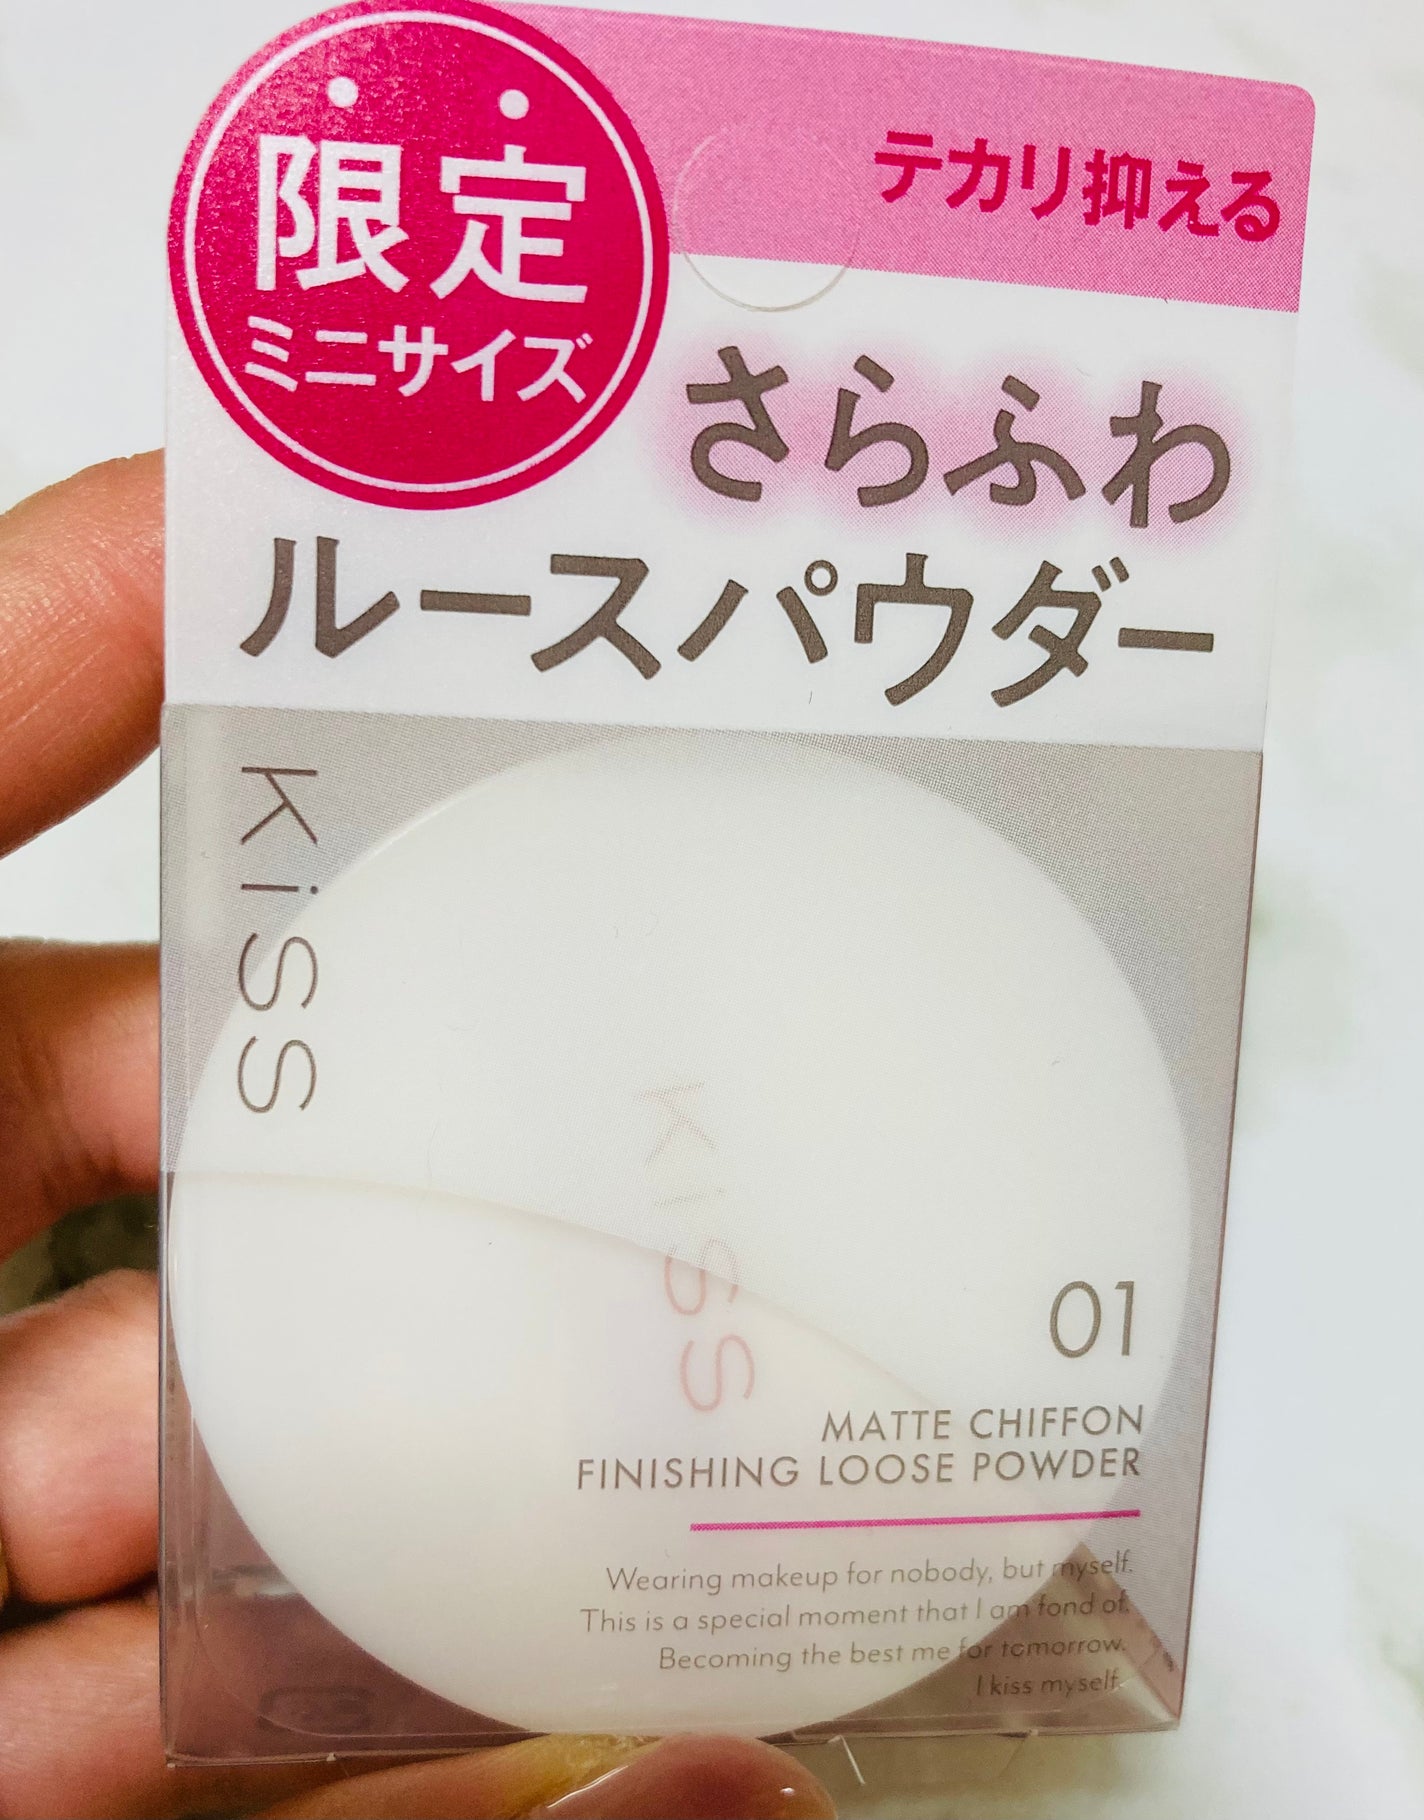 限定
ミニサイズ
テカリ抑える
さらふわ
ルースパウダー
KiSS
KiSS
01
MATTE CHIFFON
FINISHING LOOSE POWDER
Wearing makeup for nobody, but myself.
This is a special moment that I am fond of.
Becoming the best me for tomorrow.
I kiss myself.